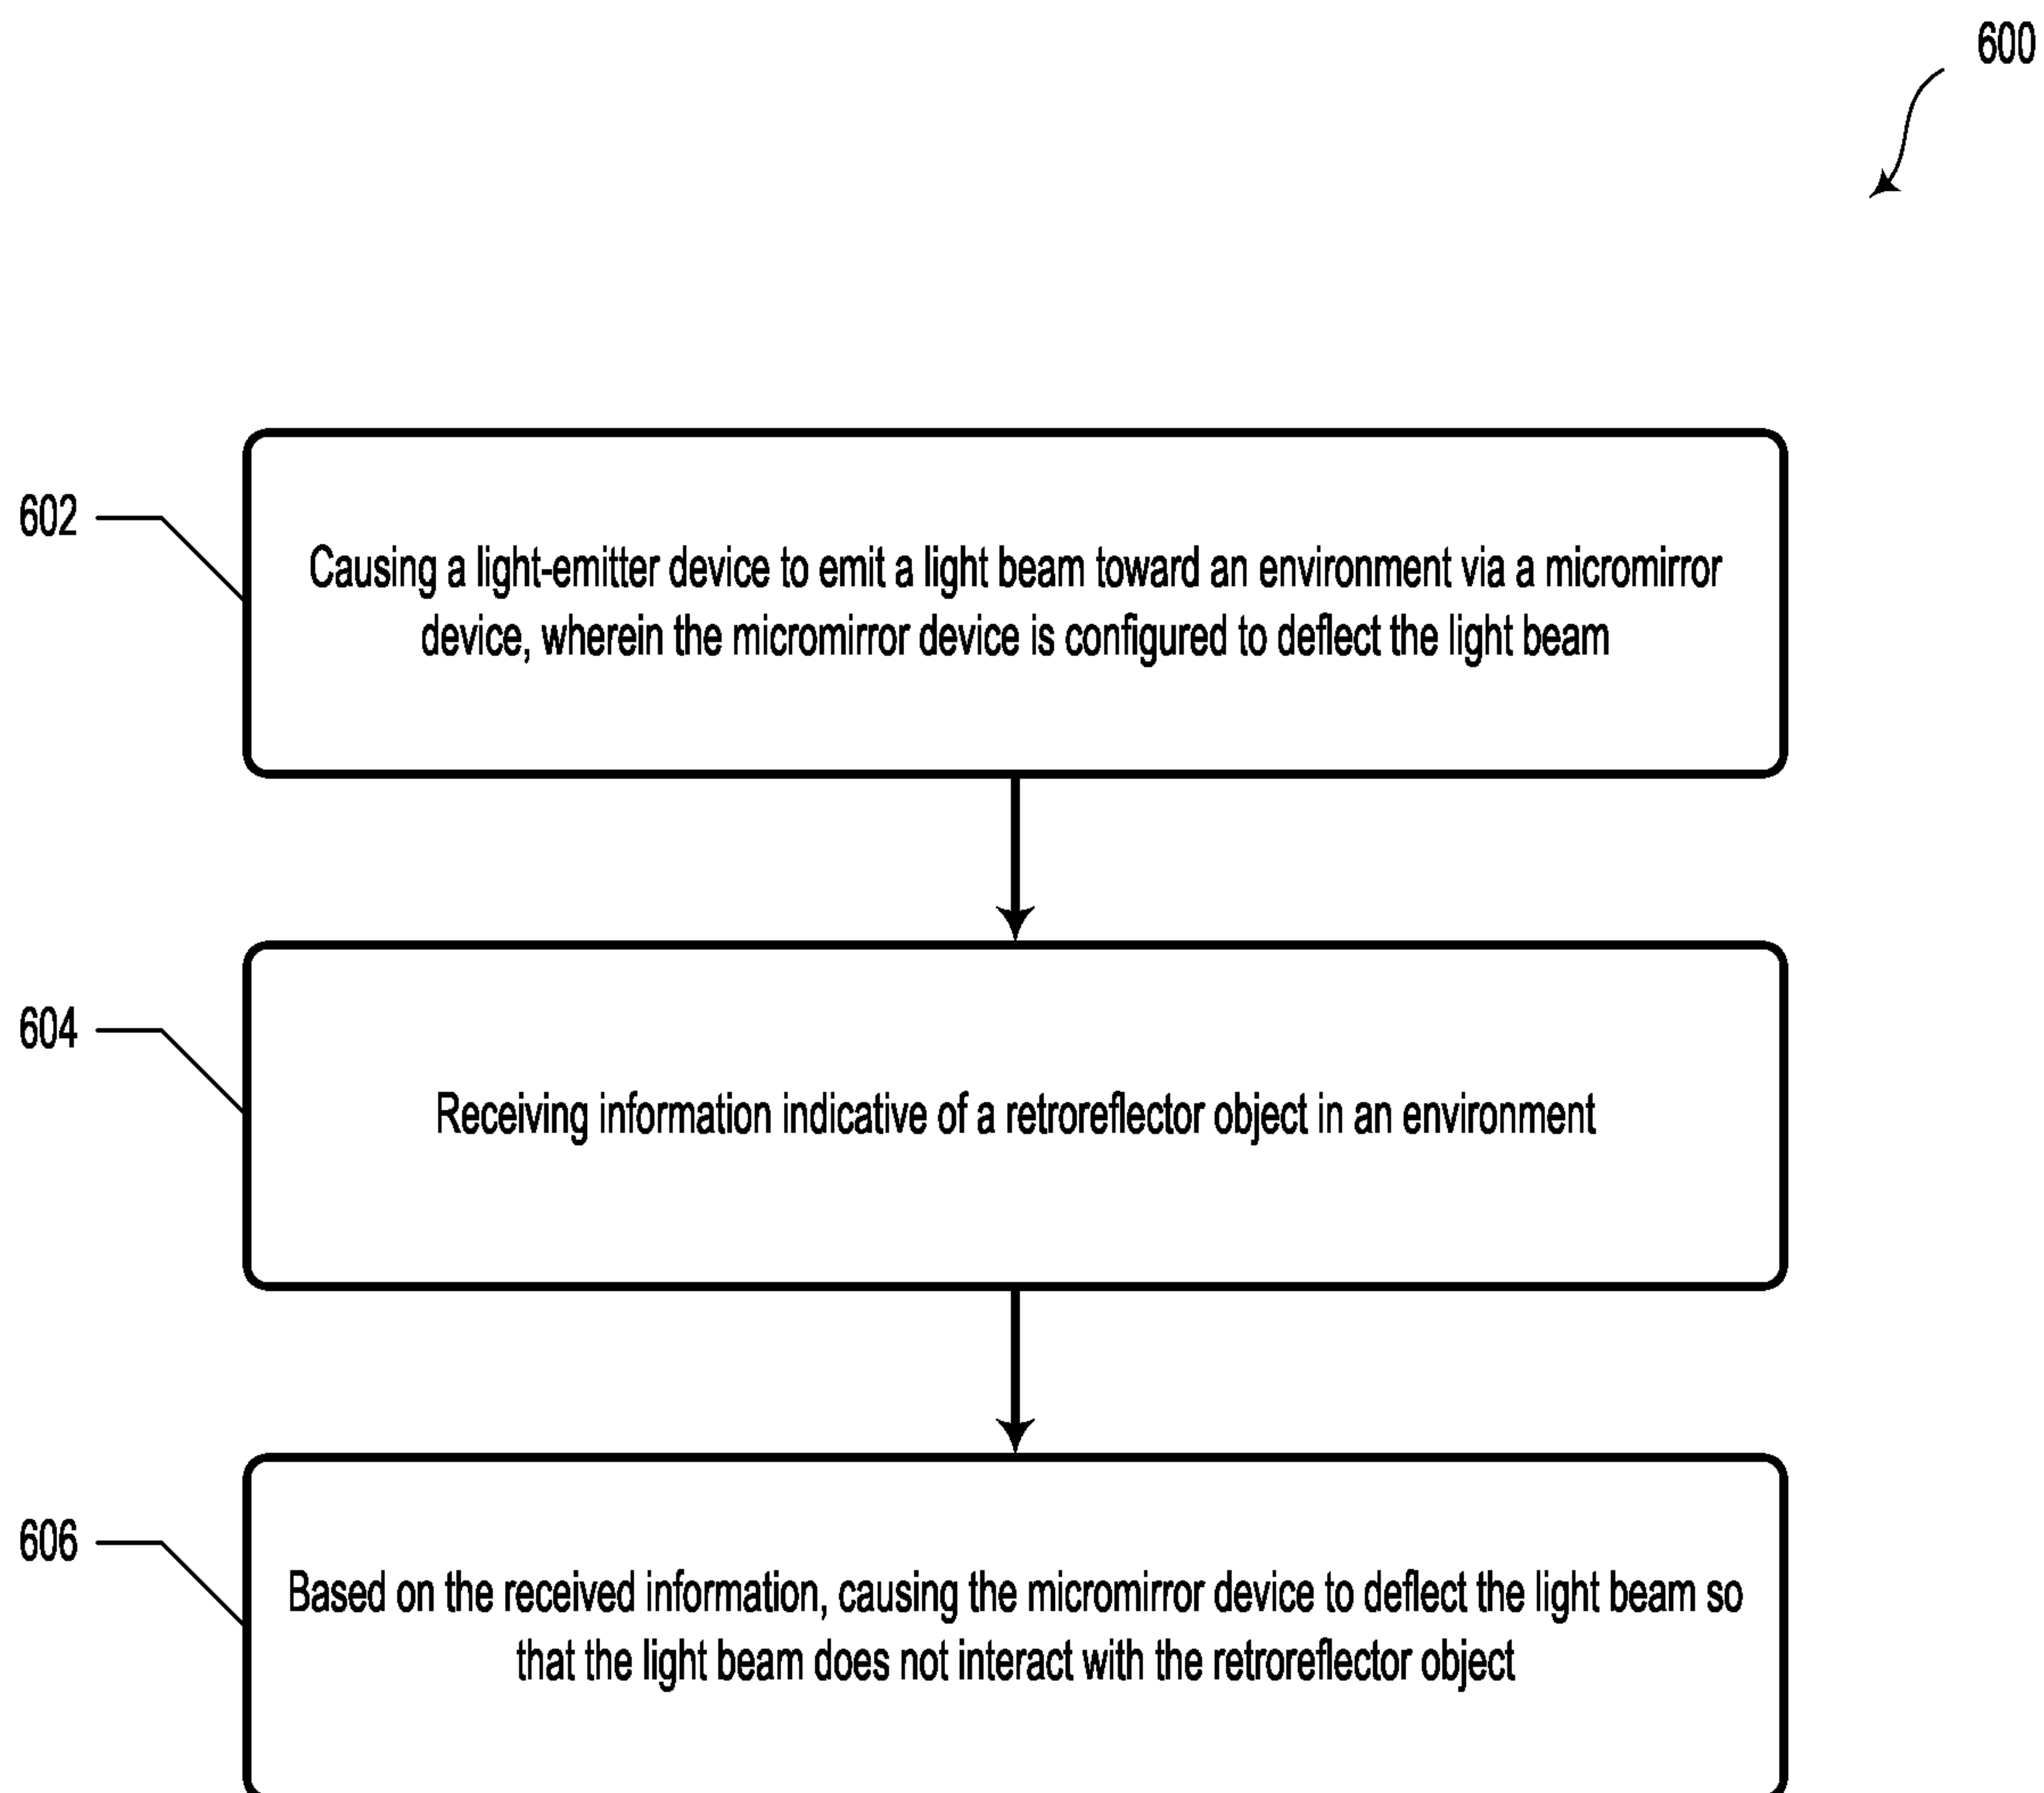 600
602
Causing a light-emitter device to emit a light beam toward an environment via a micromirror
device, wherein the micromirror device is configured to deflect the light beam
604
Receiving information indicative of a retroreflector object in an environment
606
Based on the received information, causing the micromirror device to deflect the light beam so
that the light beam does not interact with the retroreflector object